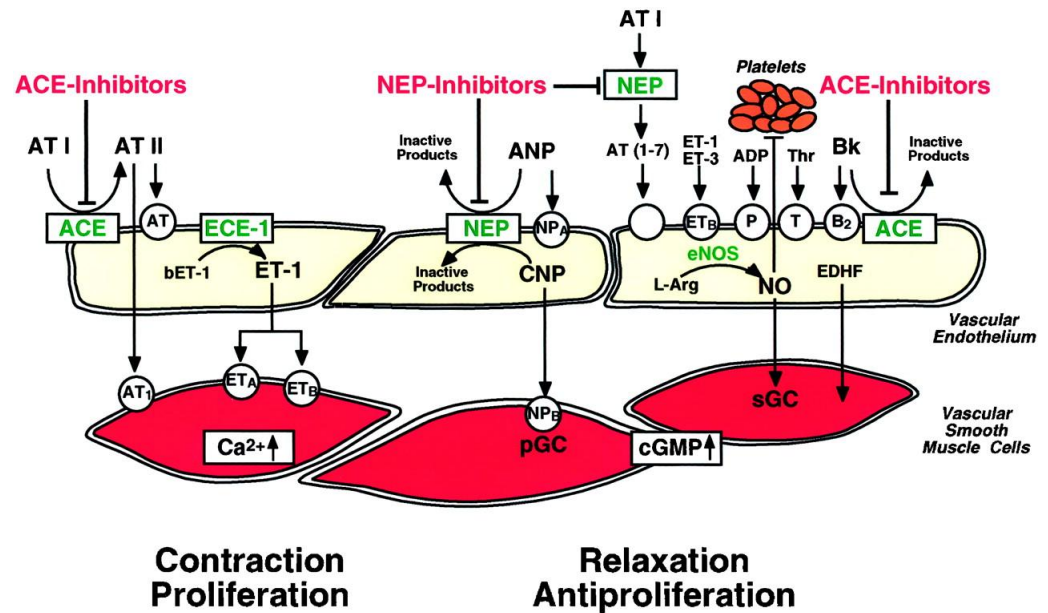 AT I
ACE-Inhibitors
NEP-Inhibitors
NEP
Platelets
ACE-Inhibitors
AT I
AT II
Inactive
Products
ANP
AT (1-7)
ET-1
ET-3
ADP
Thr
Bk
Inactive
Products
ACE
AT
ECE-1
NEP
NPA
ETB
P
T
B2
ACE
bET-1
ET-1
Inactive
Products
CNP
eNOS
L-Arg
NO
EDHF
Vascular
Endothelium
AT1
ETA
ETB
Ca2+
NPB
pGC
cGMP
sGC
Vascular
Smooth
Muscle Cells
Contraction
Proliferation
Relaxation
Antiproliferation